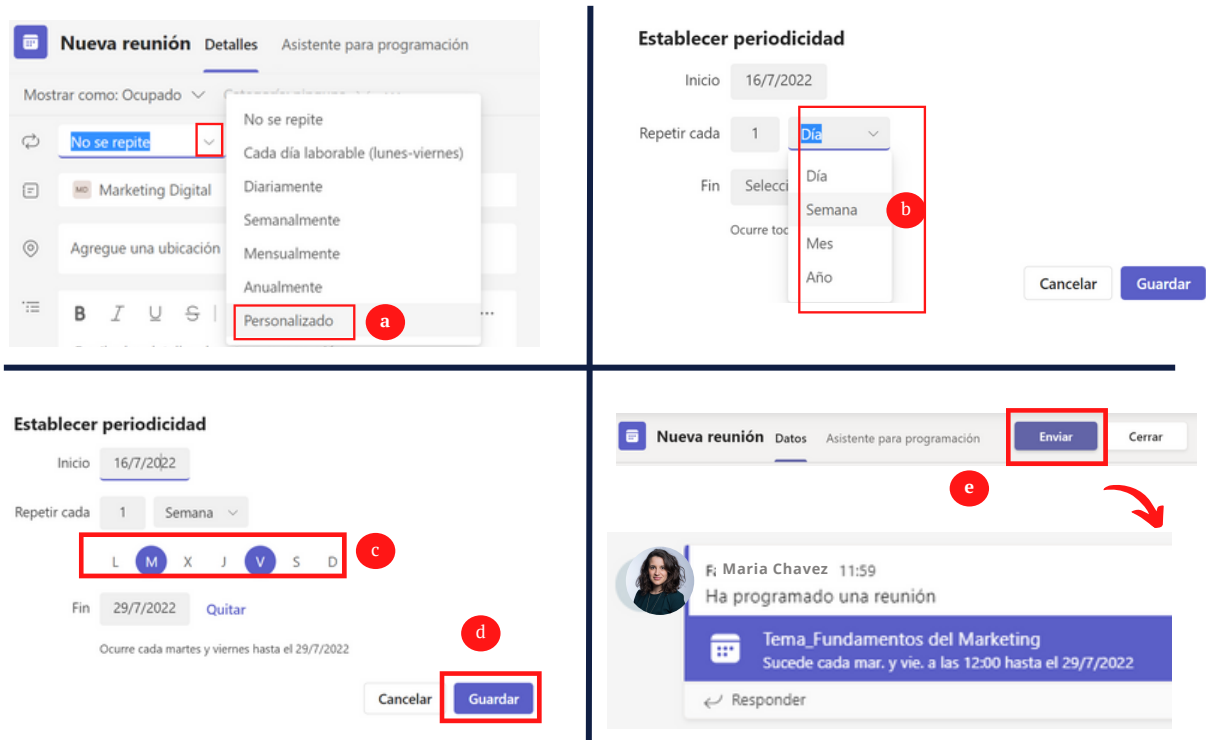 Nueva reunión Detalles Asistente para programación
Mostrar como: Ocupado
No se repite
No se repite
Cada día laborable (lunes-viernes)
MD Marketing Digital
Diariamente
Semanalmente
Agregue una ubicación
Mensualmente
Anualmente
B I U S
Personalizado a ...
Establecer periodicidad
Inicio 16/7/2022
Repetir cada 1 Día
Fin Selecci
Día
Semana b
Ocurre
Mes
Año
Cancelar Guardar
Establecer periodicidad
Inicio 16/7/2022
Repetir cada 1 Semana
L M X J V S D c
Fin 29/7/2022 Quitar
Ocurre cada martes y viernes hasta el 29/7/2022
d
Cancelar Guardar
Nueva reunión Datos Asistente para programación Enviar Cerrar
e
Maria Chavez 11:59
Ha programado una reunión
Tema_Fundamentos del Marketing
Sucede cada mar. y vie. a las 12:00 hasta el 29/7/2022
Responder